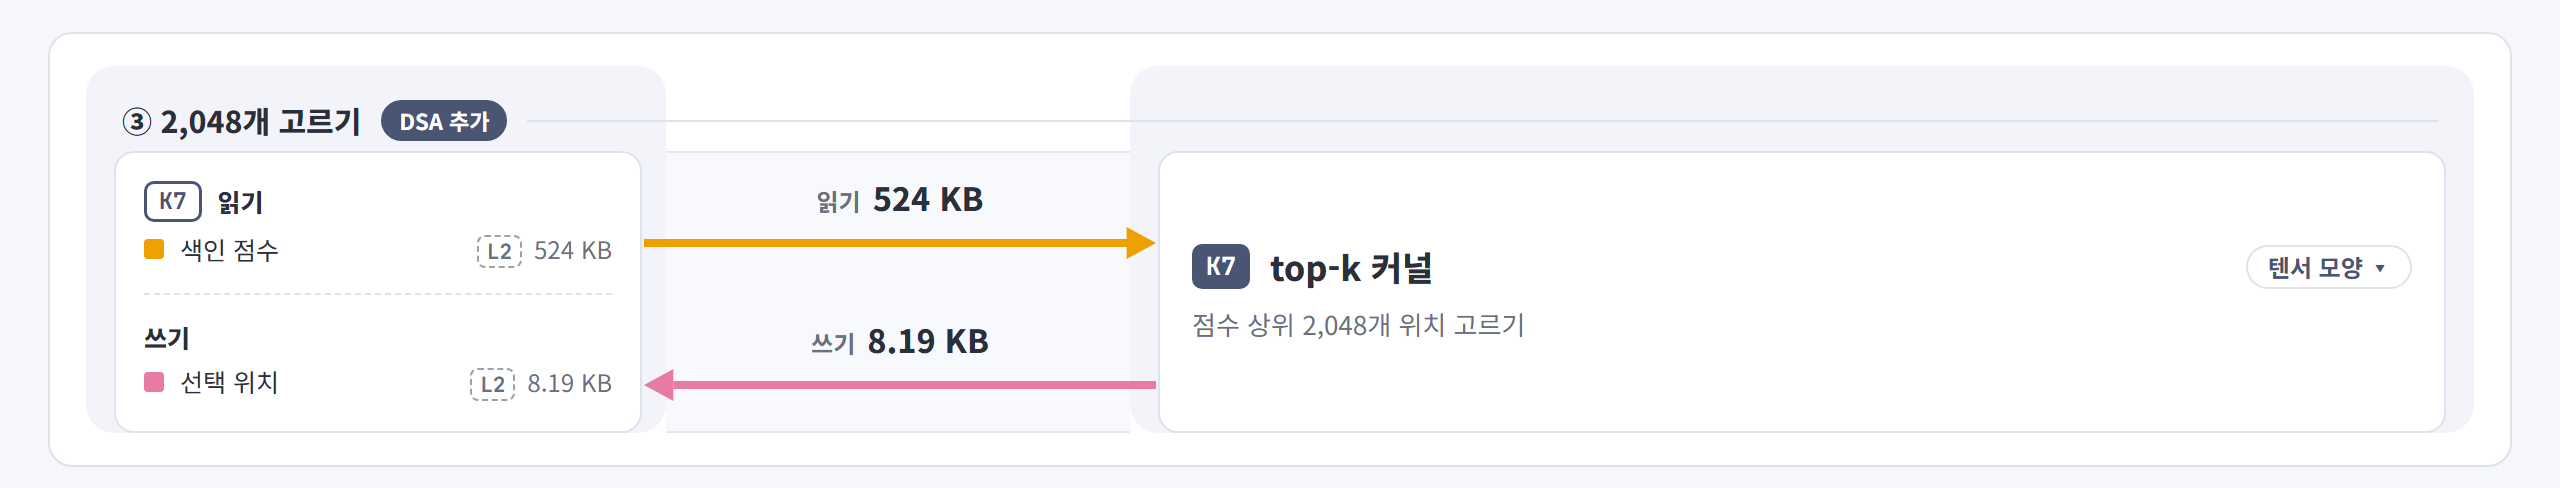 ③ 2,048개 고르기 DSA 추가
K7 읽기
색인 점수 L2 524 KB
쓰기
선택 위치 L2 8.19 KB
읽기 524 KB
쓰기 8.19 KB
K7 top-k 커널
점수 상위 2,048개 위치 고르기
텐서 모양 ▾